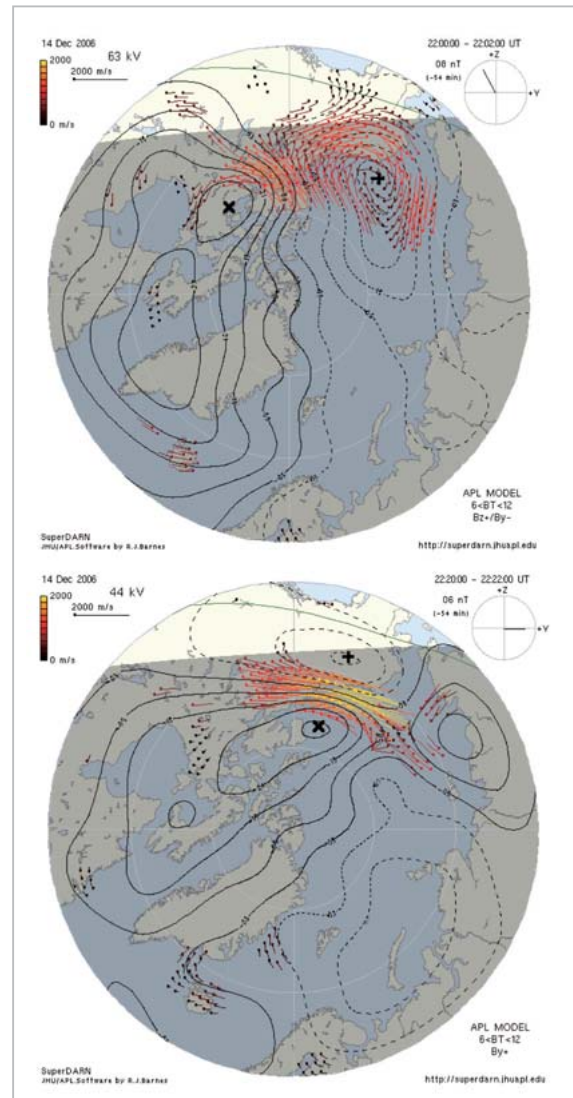 14 Dec 2006
63 kV
22:00:00 - 22:02:00 UT
2000
2000 m/s
0 m/s
08 nT
(-54 min)
+Z
+Y
APL MODEL
6<BT<12
Bz+/By-
SuperDARN
JHU/APL.Software by R.J.Barnes
http://superdarn.jhuapl.edu
14 Dec 2006
44 kV
22:20:00 - 22:22:00 UT
2000
2000 m/s
0 m/s
06 nT
(-54 min)
+Z
+Y
APL MODEL
6<BT<12
By+
SuperDARN
JHU/APL.Software by R.J.Barnes
http://superdarn.jhuapl.edu